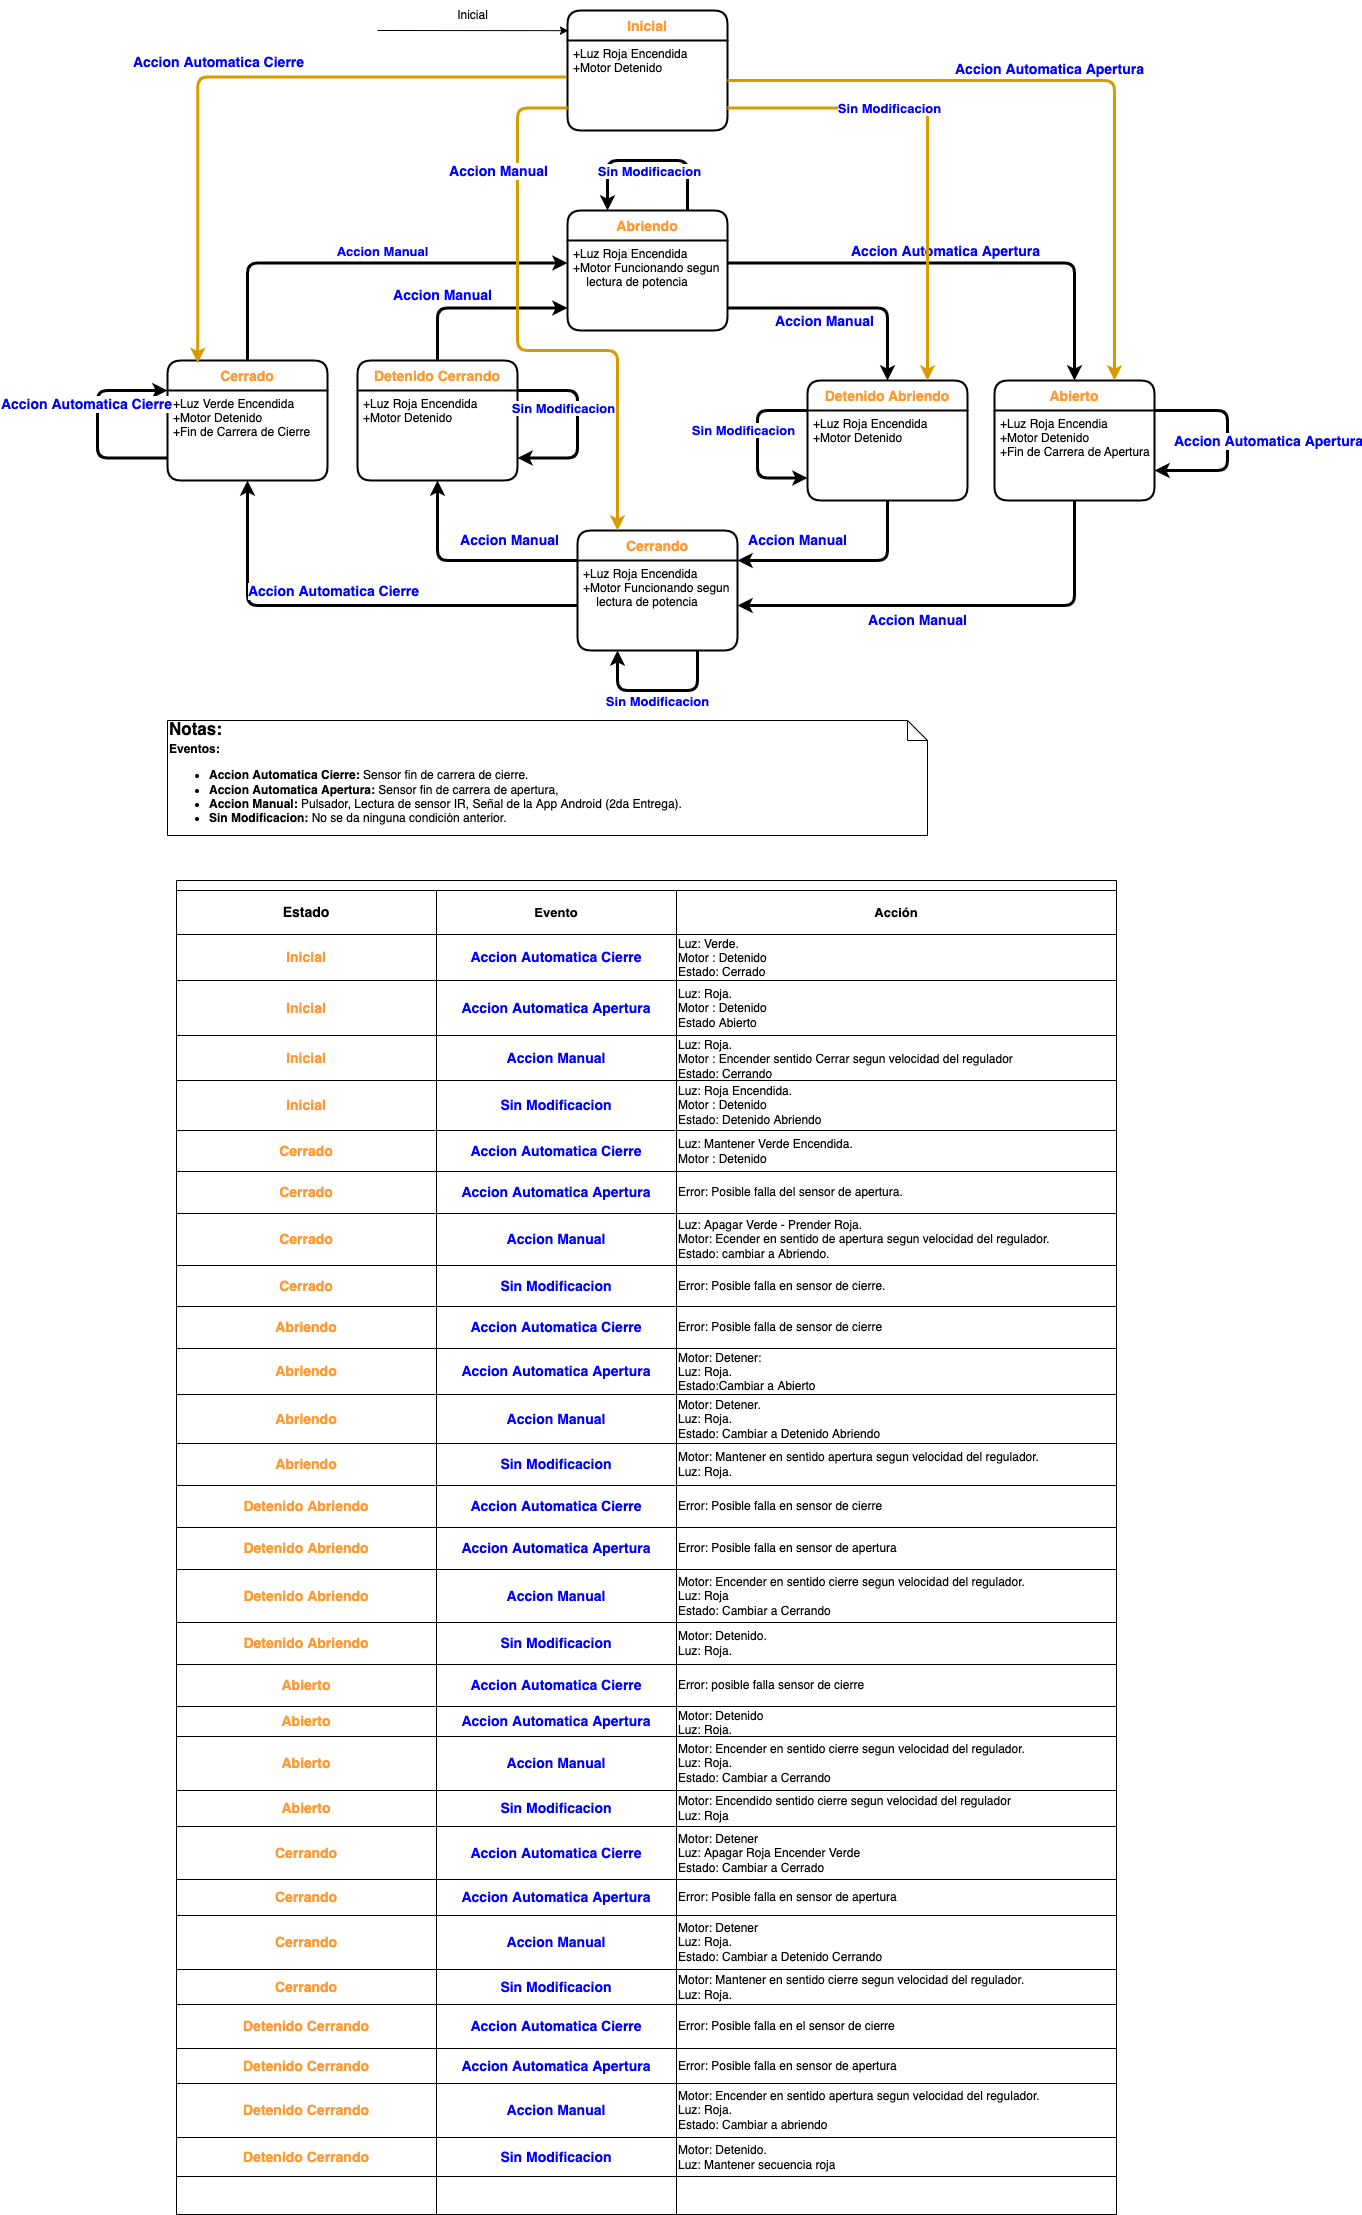 Inicial
Inicial
+Luz Roja Encendida
+Motor Detenido
Accion Automatica Cierre
Accion Automatica Apertura
Sin Modificacion
Accion Manual
Sin Modificacion
Abriendo
+Luz Roja Encendida
+Motor Funcionando segun
lectura de potencia
Accion Manual
Accion Automatica Apertura
Accion Manual
Accion Manual
Cerrado
+Luz Verde Encendida
+Motor Detenido
+Fin de Carrera de Cierre
Accion Automatica Cierre
Detenido Cerrando
+Luz Roja Encendida
+Motor Detenido
Sin Modificacion
Detenido Abriendo
+Luz Roja Encendida
+Motor Detenido
Sin Modificacion
Abierto
+Luz Roja Encendia
+Motor Detenido
+Fin de Carrera de Apertura
Accion Automatica Apertura
Accion Manual
Accion Manual
Cerrando
+Luz Roja Encendida
+Motor Funcionando segun
lectura de potencia
Accion Automatica Cierre
Accion Manual
Sin Modificacion
Notas:
Eventos:
• Accion Automatica Cierre: Sensor fin de carrera de cierre.
• Accion Automatica Apertura: Sensor fin de carrera de apertura,
• Accion Manual: Pulsador, Lectura de sensor IR, Señal de la App Android (2da Entrega).
• Sin Modificacion: No se da ninguna condición anterior.
Estado Evento Acción
Inicial Accion Automatica Cierre
Luz: Verde.
Motor : Detenido
Estado: Cerrado
Inicial Accion Automatica Apertura
Luz: Roja.
Motor : Detenido
Estado Abierto
Inicial Accion Manual
Luz: Roja.
Motor : Encender sentido Cerrar segun velocidad del regulador
Estado: Cerrando
Inicial Sin Modificacion
Luz: Roja Encendida.
Motor : Detenido
Estado: Detenido Abriendo
Cerrado Accion Automatica Cierre
Luz: Mantener Verde Encendida.
Motor : Detenido
Cerrado Accion Automatica Apertura Error: Posible falla del sensor de apertura.
Cerrado Accion Manual
Luz: Apagar Verde - Prender Roja.
Motor: Ecender en sentido de apertura segun velocidad del regulador.
Estado: cambiar a Abriendo.
Cerrado Sin Modificacion Error: Posible falla en sensor de cierre.
Abriendo Accion Automatica Cierre Error: Posible falla de sensor de cierre
Abriendo Accion Automatica Apertura
Motor: Detener:
Luz: Roja.
Estado:Cambiar a Abierto
Abriendo Accion Manual
Motor: Detener.
Luz: Roja.
Estado: Cambiar a Detenido Abriendo
Abriendo Sin Modificacion
Motor: Mantener en sentido apertura segun velocidad del regulador.
Luz: Roja.
Detenido Abriendo Accion Automatica Cierre Error: Posible falla en sensor de cierre
Detenido Abriendo Accion Automatica Apertura Error: Posible falla en sensor de apertura
Detenido Abriendo Accion Manual
Motor: Encender en sentido cierre segun velocidad del regulador.
Luz: Roja
Estado: Cambiar a Cerrando
Detenido Abriendo Sin Modificacion
Motor: Detenido.
Luz: Roja.
Abierto Accion Automatica Cierre Error: posible falla sensor de cierre
Abierto Accion Automatica Apertura
Motor: Detenido
Luz: Roja.
Abierto Accion Manual
Motor: Encender en sentido cierre segun velocidad del regulador.
Luz: Roja.
Estado: Cambiar a Cerrando
Abierto Sin Modificacion
Motor: Encendido sentido cierre segun velocidad del regulador
Luz: Roja
Cerrando Accion Automatica Cierre
Motor: Detener
Luz: Apagar Roja Encender Verde
Estado: Cambiar a Cerrado
Cerrando Accion Automatica Apertura Error: Posible falla en sensor de apertura
Cerrando Accion Manual
Motor: Detener
Luz: Roja.
Estado: Cambiar a Detenido Cerrando
Cerrando Sin Modificacion
Motor: Mantener en sentido cierre segun velocidad del regulador.
Luz: Roja.
Detenido Cerrando Accion Automatica Cierre Error: Posible falla en el sensor de cierre
Detenido Cerrando Accion Automatica Apertura Error: Posible falla en sensor de apertura
Detenido Cerrando Accion Manual
Motor: Encender en sentido apertura segun velocidad del regulador.
Luz: Roja.
Estado: Cambiar a abriendo
Detenido Cerrando Sin Modificacion
Motor: Detenido.
Luz: Mantener secuencia roja